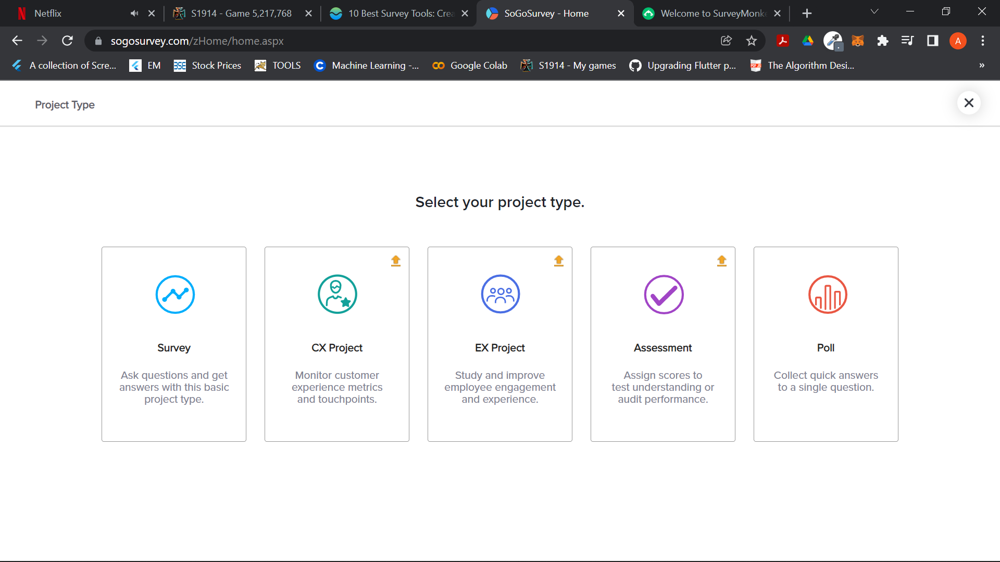 Netflix
S1914 - Game 5,217,768
10 Best Survey Tools: Crea
SoGoSurvey - Home
Welcome to SurveyMonke
sogosurvey.com/zHome/home.aspx
A
A collection of Scre...
EM
BSE
Stock Prices
TOOLS
C
Machine Learning -...
Google Colab
S1914 - My games
Upgrading Flutter p...
The Algorithm Desi...
»
Project Type
Select your project type.
Survey
Ask questions and get
answers with this basic
project type.
CX Project
Monitor customer
experience metrics
and touchpoints.
EX Project
Study and improve
employee engagement
and experience.
Assessment
Assign scores to
test understanding or
audit performance.
Poll
Collect quick answers
to a single question.